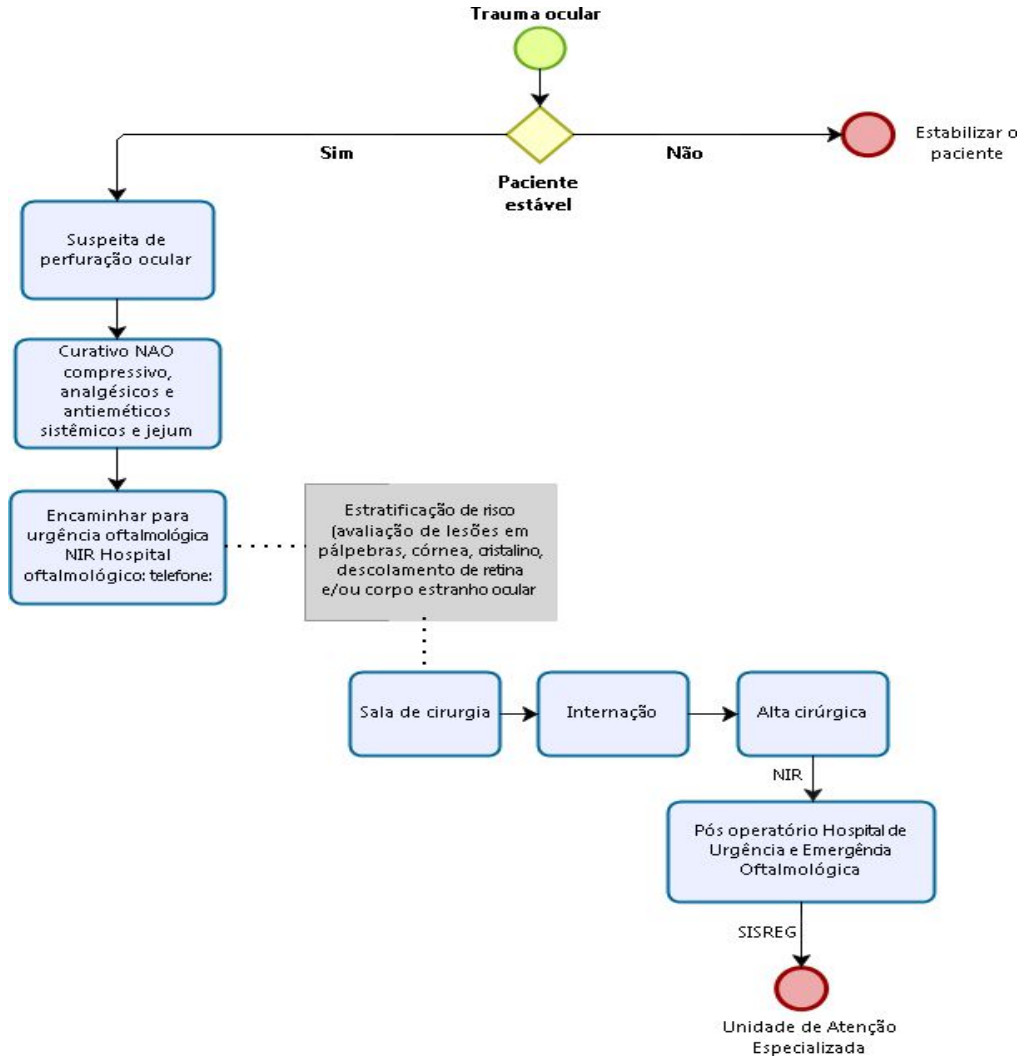 Trauma ocular
Sim
Não
Estabilizar o
paciente
Paciente
estável
Suspeita de
perfuração ocular
Curativo NAO
compressivo,
analgésicos e
antieméticos
sistêmicos e jejum
Encaminhar para
urgência oftalmológica
NIR Hospital
oftalmológico: telefone:
Estratificação de risco
(avaliação de lesões em
pálpebras, córnea, cristalino,
descolamento de retina
e/ou corpo estranho ocular
Sala de cirurgia
Internação
Alta cirúrgica
NIR
Pós operatório Hospital de
Urgência e Emergência
Oftalmológica
SISREG
Unidade de Atenção
Especializada